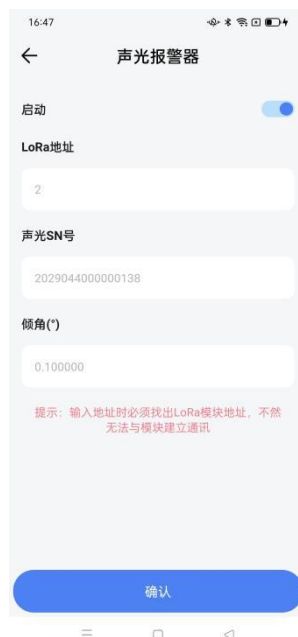 16:47
声光报警器
启动
LoRa地址
2
声光SN号
2029044000000138
倾角(°)
0.100000
提示：输入地址时必须找出LoRa模块地址，不然
无法与模块建立通讯
确认